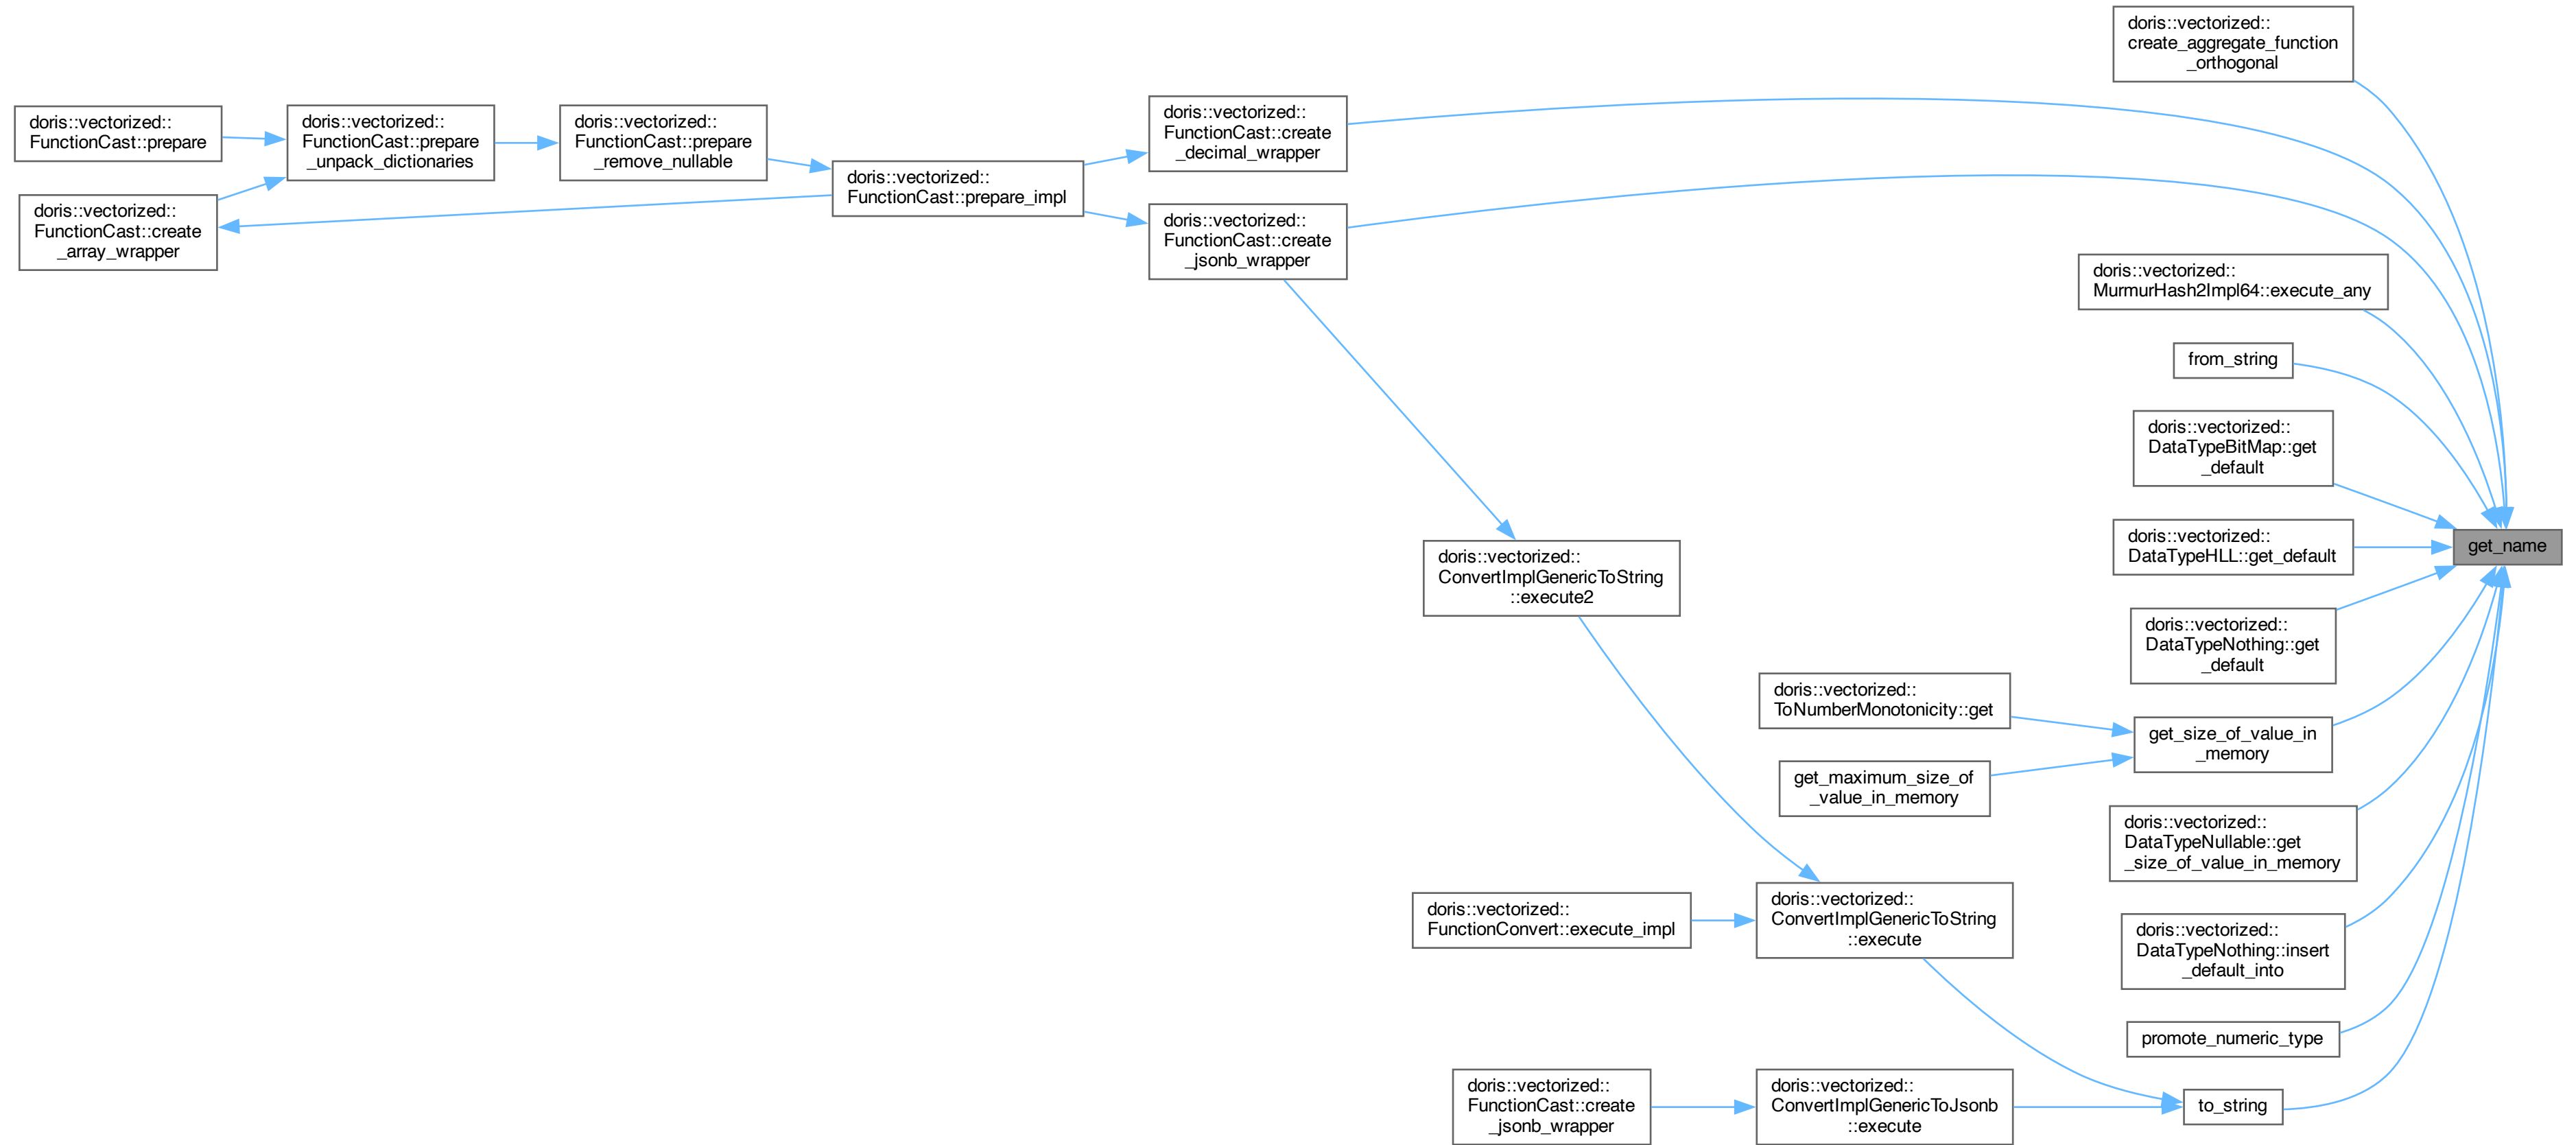 doris::vectorized::
create_aggregate_function
_orthogonal
doris::vectorized::
FunctionCast::prepare
doris::vectorized::
FunctionCast::prepare
_unpack_dictionaries
doris::vectorized::
FunctionCast::prepare
_remove_nullable
doris::vectorized::
FunctionCast::create
_decimal_wrapper
doris::vectorized::
FunctionCast::prepare_impl
doris::vectorized::
FunctionCast::create
_array_wrapper
doris::vectorized::
FunctionCast::create
_jsonb_wrapper
doris::vectorized::
MurmurHash2Impl64::execute_any
from_string
doris::vectorized::
DataTypeBitMap::get
_default
doris::vectorized::
DataTypeHLL::get_default
get_name
doris::vectorized::
ConvertImplGenericToString
::execute2
doris::vectorized::
DataTypeNothing::get
_default
doris::vectorized::
ToNumberMonotonicity::get
get_size_of_value_in
_memory
get_maximum_size_of
_value_in_memory
doris::vectorized::
DataTypeNullable::get
_size_of_value_in_memory
doris::vectorized::
FunctionConvert::execute_impl
doris::vectorized::
ConvertImplGenericToString
::execute
doris::vectorized::
DataTypeNothing::insert
_default_into
promote_numeric_type
doris::vectorized::
FunctionCast::create
_jsonb_wrapper
doris::vectorized::
ConvertImplGenericToJsonb
::execute
to_string